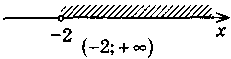 -2 x
(-2; +∞)